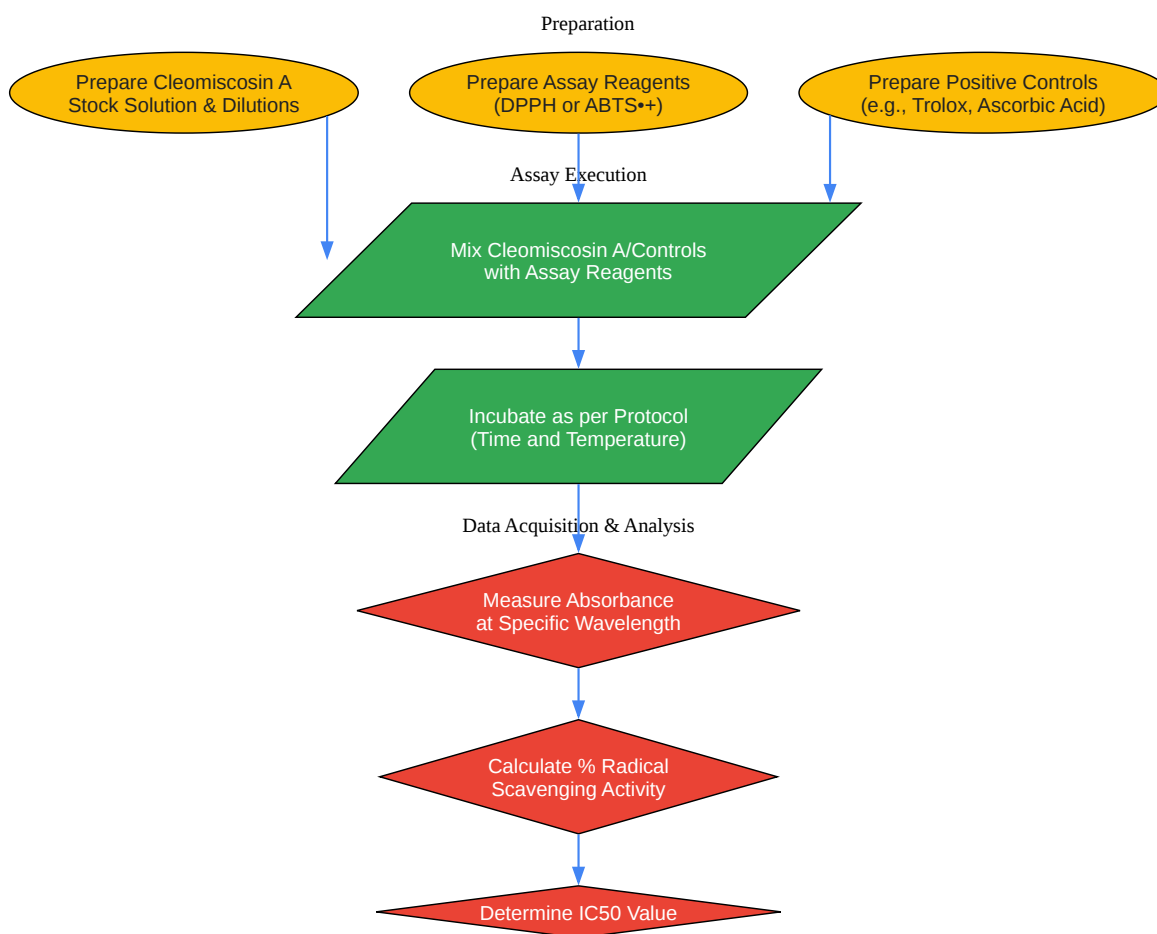 Preparation
Prepare Cleomiscosin A
Stock Solution & Dilutions
Prepare Assay Reagents
(DPPH or ABTS•+)
Prepare Positive Controls
(e.g., Trolox, Ascorbic Acid)
Assay Execution
Mix Cleomiscosin A/Controls
with Assay Reagents
Incubate as per Protocol
(Time and Temperature)
Data Acquisition & Analysis
Measure Absorbance
at Specific Wavelength
Calculate % Radical
Scavenging Activity
Determine IC50 Value